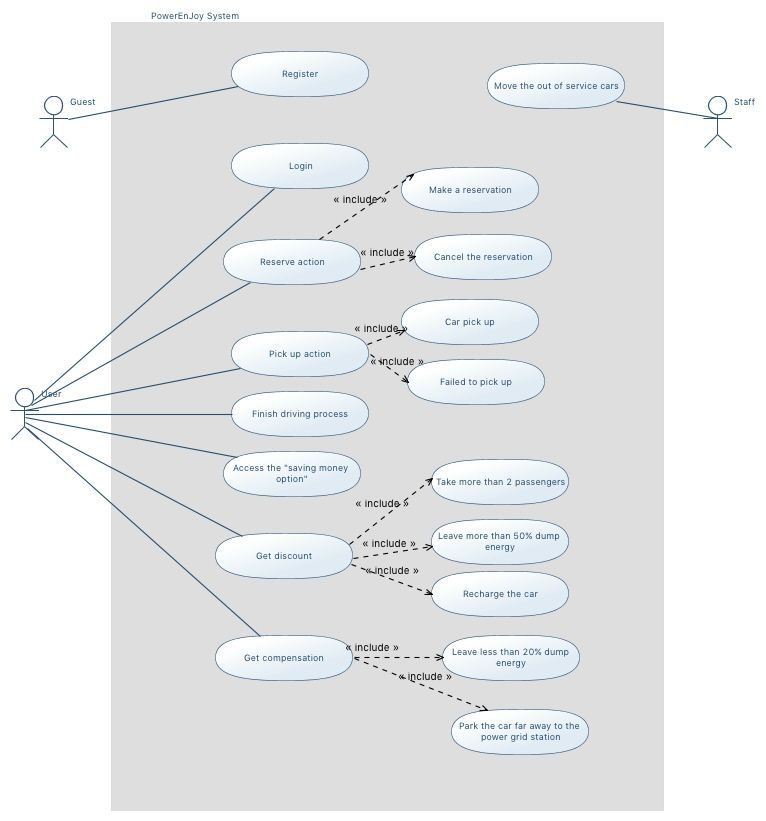 PowerEnJoy System
Register
Move the out of service cars
Guest
Staff
Login
Make a reservation
« include »
Reserve action
« include »
Cancel the reservation
Car pick up
« include »
Pick up action
« include »
Failed to pick up
User
Finish driving process
Access the "saving money
option"
Take more than 2 passengers
« include »
Leave more than 50% dump
energy
« include »
Get discount
« include »
Recharge the car
« include »
Get compensation
Leave less than 20% dump
energy
« include »
Park the car far away to the
power grid station